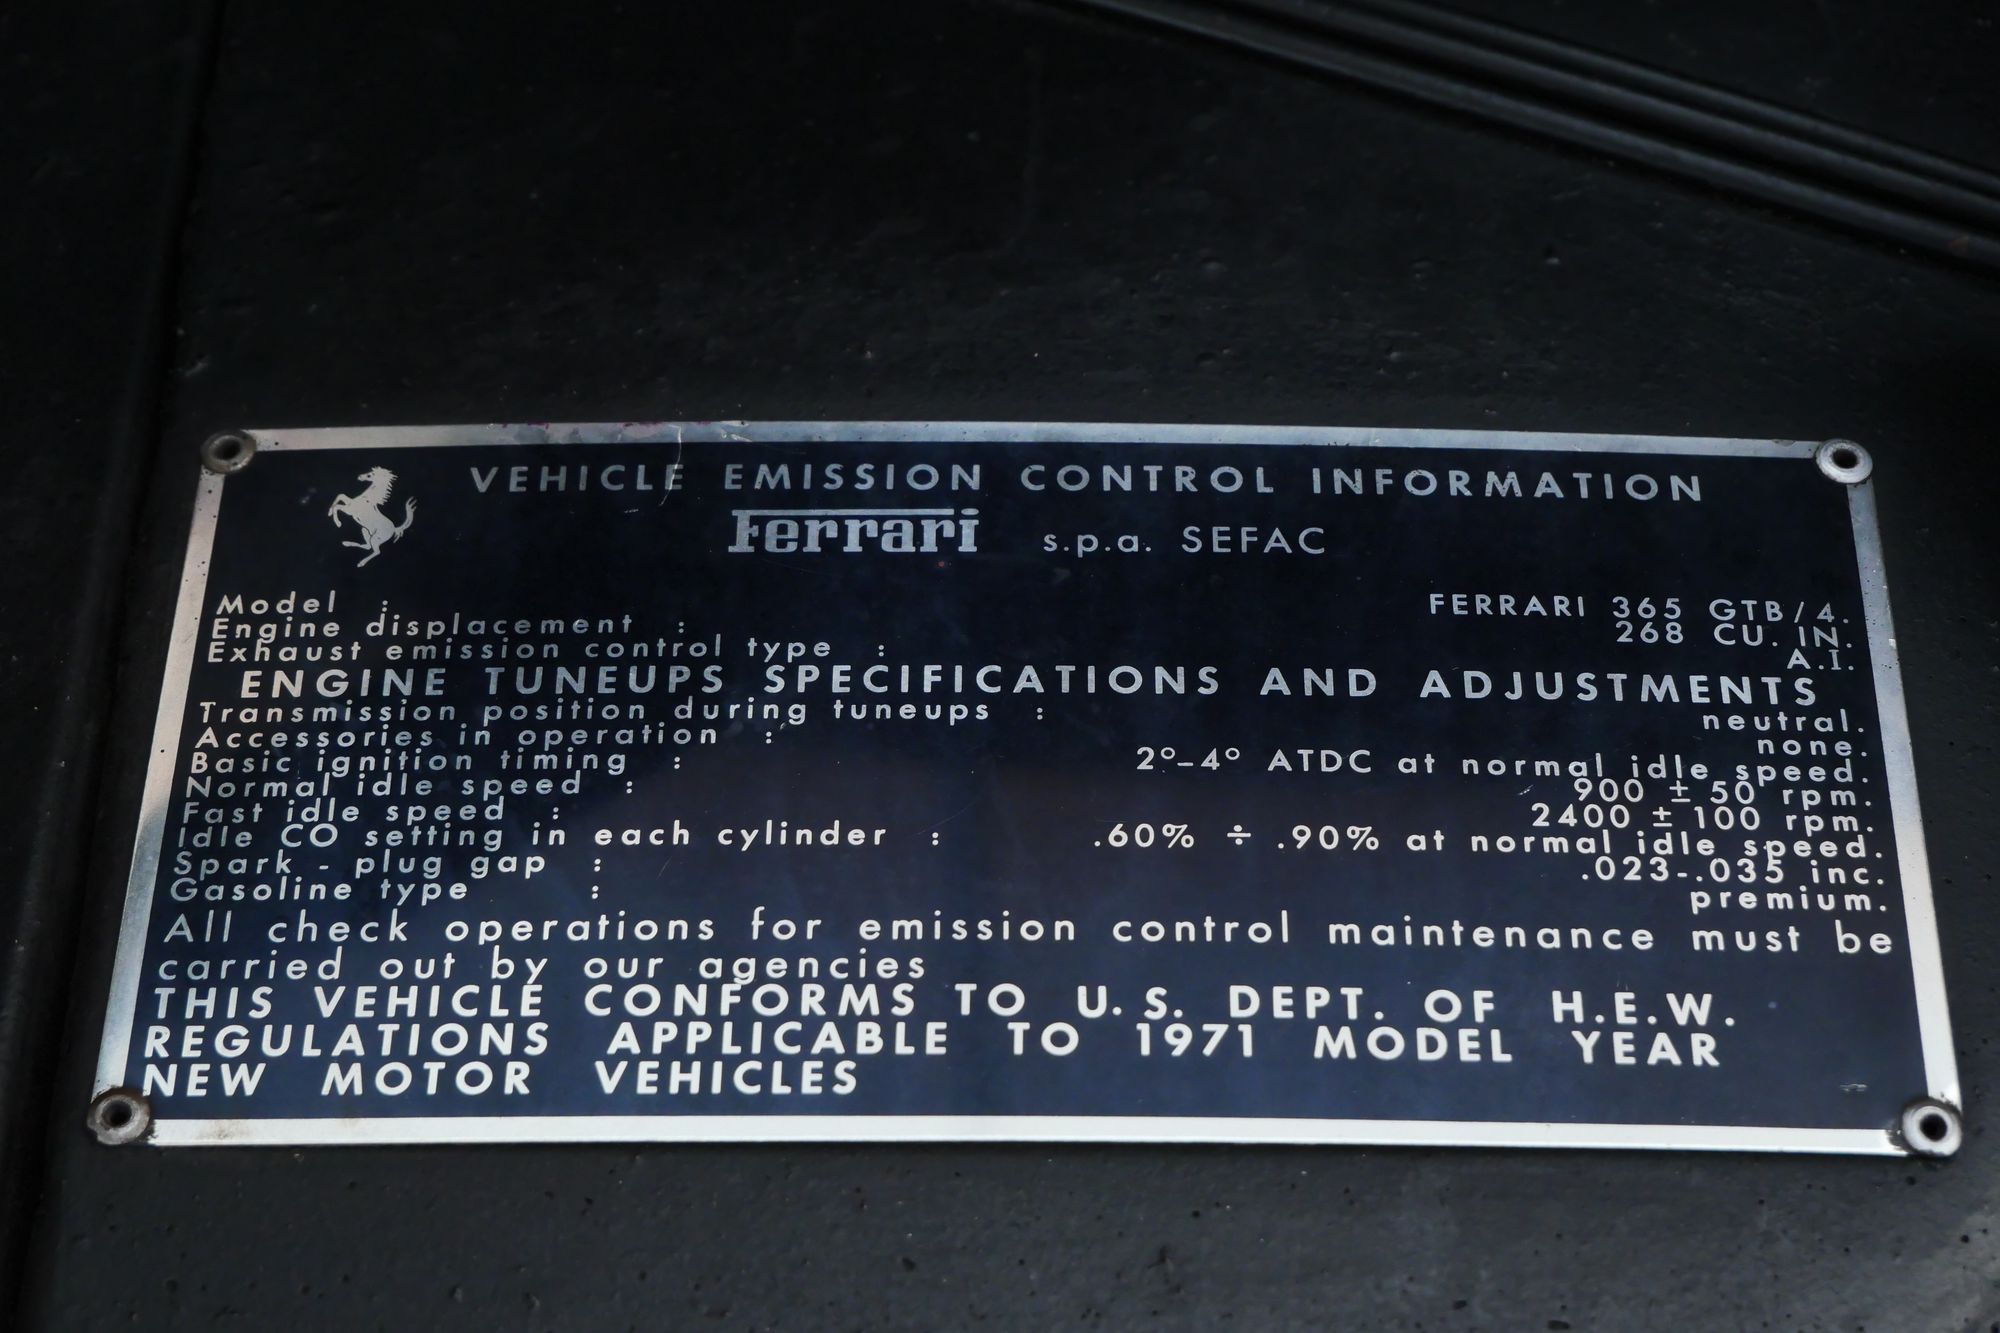 VEHICLE EMISSION CONTROL INFORMATION
Ferrari s.p.a. SEFAC
Model : FERRARI 365 GTB/4.
Engine displacement : 268 CU. IN.
Exhaust emission control type : A.I.
ENGINE TUNEUPS SPECIFICATIONS AND ADJUSTMENTS
Transmission position during tuneups : neutral.
Accessories in operation : none.
Basic ignition timing : 2°-4° ATDC at normal idle speed.
Normal idle speed : 900 ± 50 rpm.
Fast idle speed : 2400 ± 100 rpm.
Idle CO setting in each cylinder : .60% ÷ .90% at normal idle speed.
Spark - plug gap : .023-.035 inc.
Gasoline type : premium.
All check operations for emission control maintenance must be
carried out by our agencies
THIS VEHICLE CONFORMS TO U.S. DEPT. OF H.E.W.
REGULATIONS APPLICABLE TO 1971 MODEL YEAR
NEW MOTOR VEHICLES